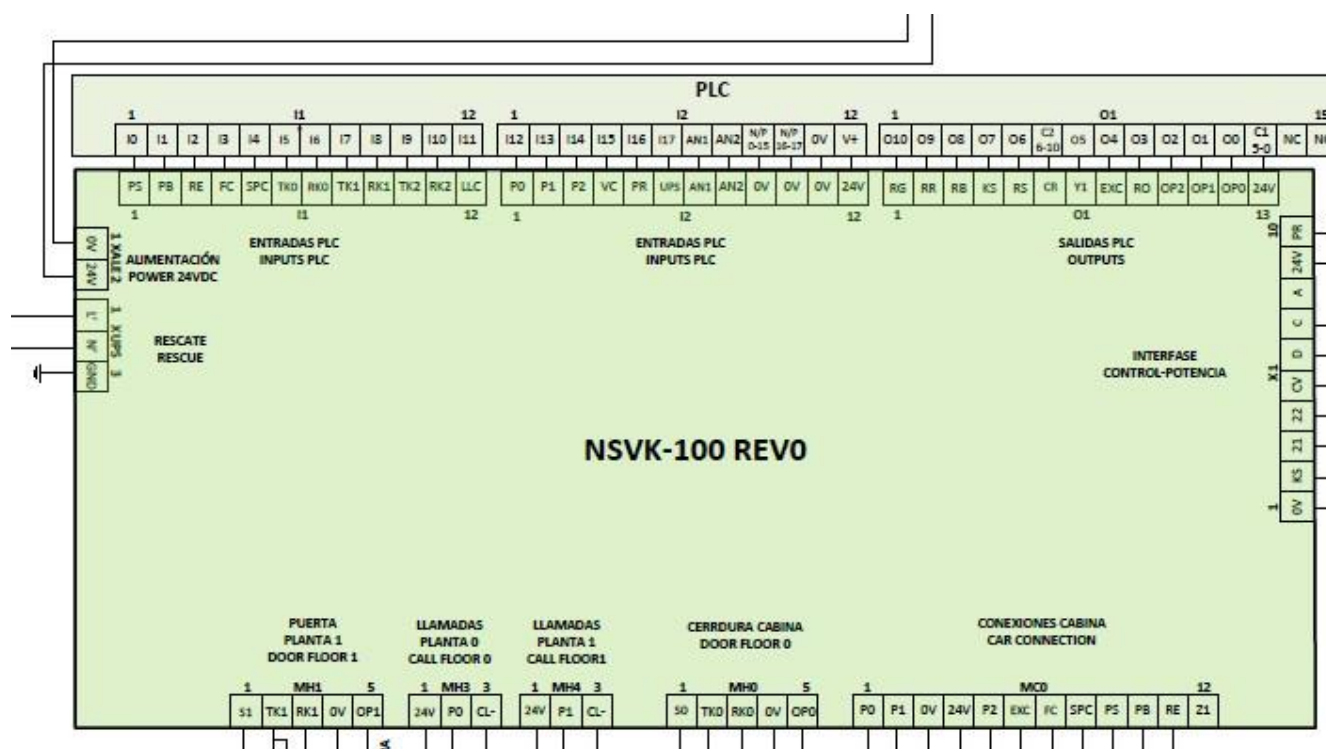 PLC
1 I1 12 1 I2 12 1 O1 15
I0 I1 I2 I3 I4 I5 I6 I7 I8 I9 I10 I11 I12 I13 I14 I15 I16 I17 AN1 AN2 N/P 0-15 N/P 16-17 0V V+ O10 O9 O8 O7 O6 C2 6-10 O5 O4 O3 O2 O1 O0 C1 5-0 NC
PS PB RE FC SPC TK0 RK0 TK1 RK1 TK2 RK2 LLC P0 P1 P2 VC PR UPS AN1 AN2 0V 0V 0V 24V RG RR RB KS RS CR Y1 EXC RO OP2 OP1 OP0 24V
1 I1 12 1 I2 12 1 O1 13
0V 24V
1 XALE 2
ALIMENTACIÓN
POWER 24VDC
ENTRADAS PLC
INPUTS PLC
ENTRADAS PLC
INPUTS PLC
SALIDAS PLC
OUTPUTS
L' N' GND
1 XUPS 3
RESCATE
RESCUE
INTERFASE
CONTROL-POTENCIA
10 X1 1
PR
24V
A
C
D
CV
22
21
KS
0V
NSVK-100 REV0
PUERTA
PLANTA 1
DOOR FLOOR 1
LLAMADAS
PLANTA 0
CALL FLOOR 0
LLAMADAS
PLANTA 1
CALL FLOOR1
CERRDURA CABINA
DOOR FLOOR 0
CONEXIONES CABINA
CAR CONNECTION
1 MH1 5 1 MH3 3 1 MH4 3 1 MH0 5 1 MC0 12
S1 TK1 RK1 0V OP1 24V P0 CL- 24V P1 CL- S0 TK0 RK0 0V OP0 P0 P1 0V 24V P2 EXC FC SPC PS PB RE Z1